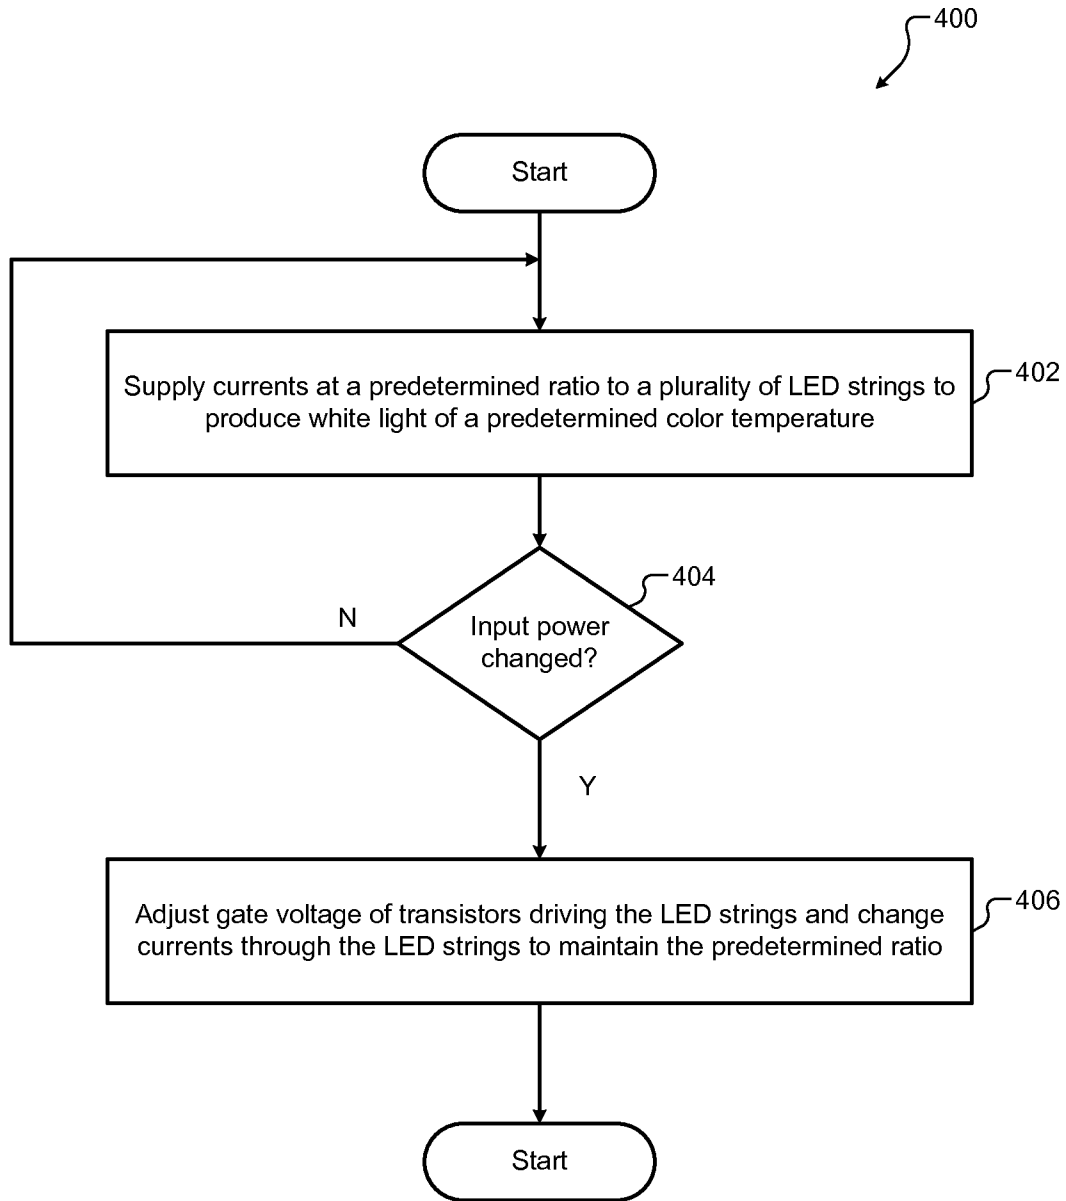 400
Start
Supply currents at a predetermined ratio to a plurality of LED strings to
produce white light of a predetermined color temperature
402
404
Input power
changed?
N
Y
Adjust gate voltage of transistors driving the LED strings and change
currents through the LED strings to maintain the predetermined ratio
406
Start